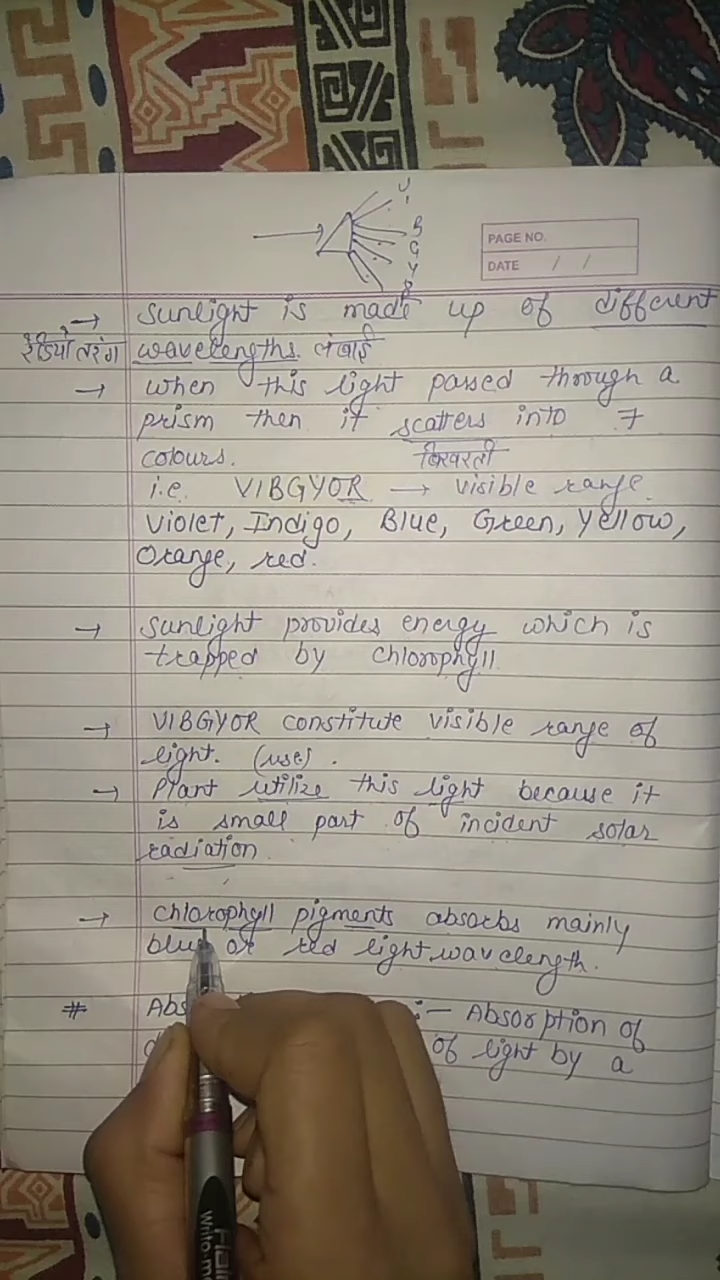 V
I
B
G
Y
R
PAGE NO.
DATE / /
→ sunlight is made up of different
रेडियो तरंग wavelengths. लंबाई
→ when this light passed through a
prism then it scatters into 7
colours. बिखरती
i.e VIBGYOR → visible range.
Violet, Indigo, Blue, Green, Yellow,
Orange, red.
→ sunlight provides energy which is
trapped by chlorophyll
→ VIBGYOR constitute visible range of
light. (use).
→ Plant utilize this light because it
is small part of incident solar
radiation.
→ chlorophyll pigments absorbs mainly
blue or red light wavelength.
# :- Absorption of
of light by a